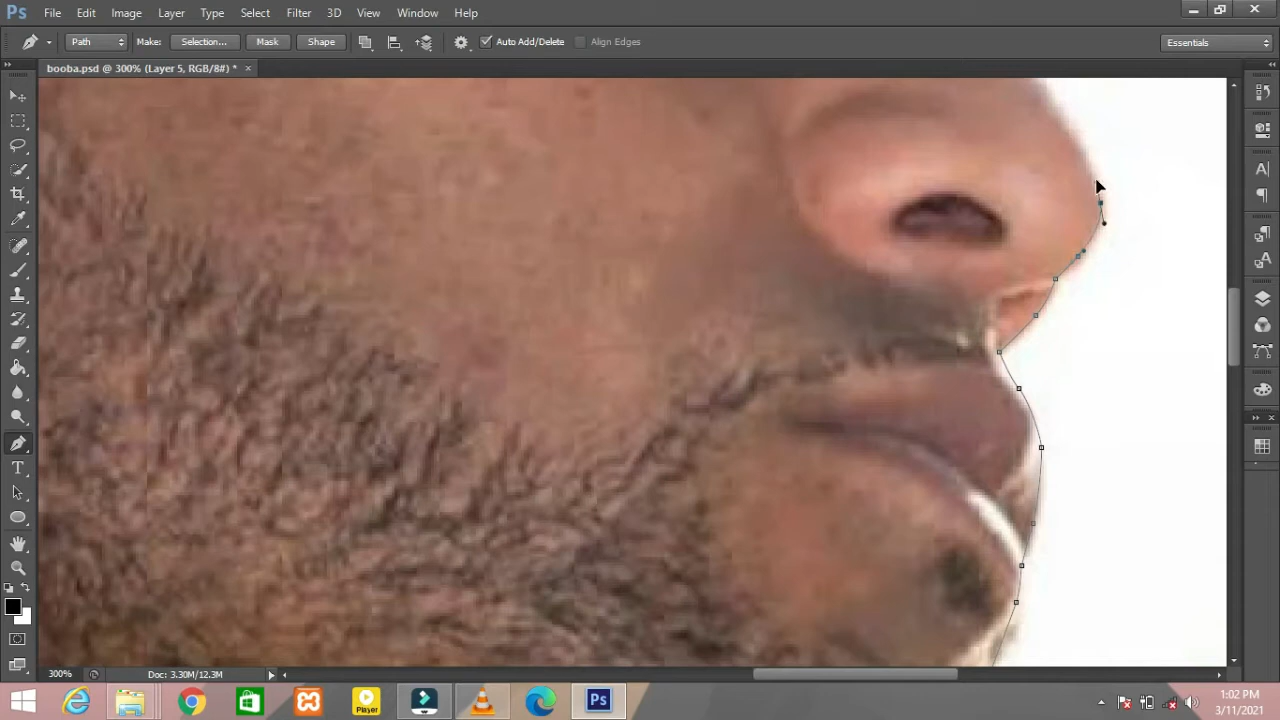 Ps File Edit Image Layer Type Select Filter 3D View Window Help
Path Make: Selection... Mask Shape Auto Add/Delete Align Edges Essentials
booba.psd @ 300% (Layer 5, RGB/8#) * ×
300% Doc: 3.30M/12.3M
Player Ps 1:02 PM
3/11/2021